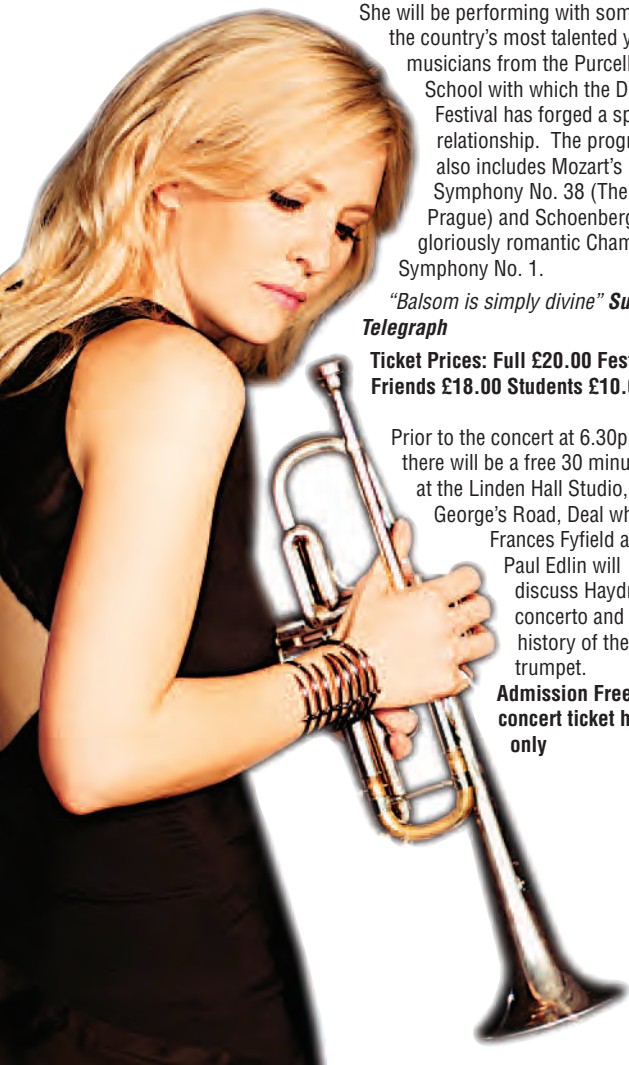 She will be performing with som
the country's most talented y
musicians from the Purcell
School with which the D
Festival has forged a sp
relationship. The progr
also includes Mozart's
Symphony No. 38 (The
Prague) and Schoenberg
gloriously romantic Cham
Symphony No. 1.
"Balsom is simply divine" Su
Telegraph
Ticket Prices: Full £20.00 Fest
Friends £18.00 Students £10.0
Prior to the concert at 6.30p
there will be a free 30 minu
at the Linden Hall Studio,
George's Road, Deal wh
Frances Fyfield a
Paul Edlin will
discuss Haydn
concerto and
history of the
trumpet.
Admission Free
concert ticket h
only